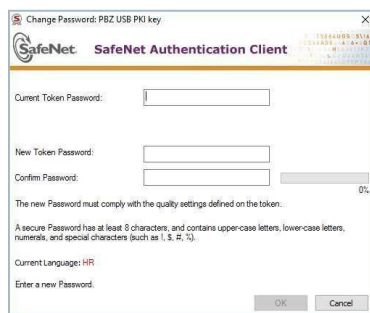 Change Password: PBZ USB PKI key
SafeNet. SafeNet Authentication Client
Current Token Password:
New Token Password:
Confirm Password:
0%
The new Password must comply with the quality settings defined on the token.
A secure Password has at least 8 characters, and contains upper-case letters, lower-case letters,
numerals, and special characters (such as !, $, #, %).
Current Language: HR
Enter a new Password.
OK Cancel